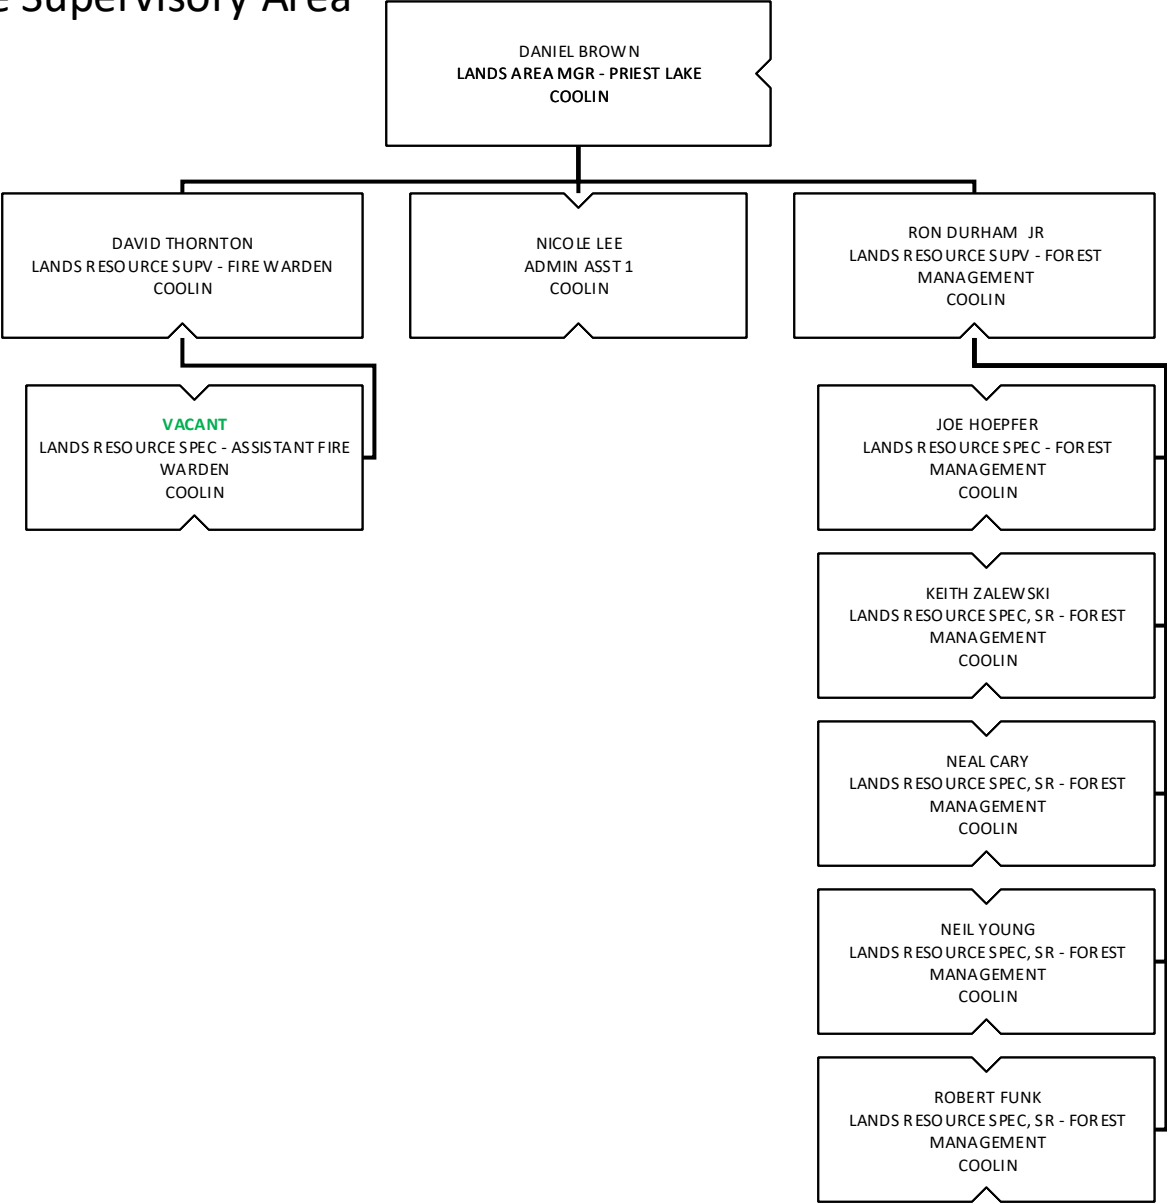 e Supervisory Area
DANIEL BROWN
LANDS AREA MGR - PRIEST LAKE
COOLIN
DAVID THORNTON
LANDS RESOURCE SUPV - FIRE WARDEN
COOLIN
NICOLE LEE
ADMIN ASST 1
COOLIN
RON DURHAM JR
LANDS RESOURCE SUPV - FOREST
MANAGEMENT
COOLIN
VACANT
LANDS RESOURCE SPEC - ASSISTANT FIRE
WARDEN
COOLIN
JOE HOEPFER
LANDS RESOURCE SPEC - FOREST
MANAGEMENT
COOLIN
KEITH ZALEWSKI
LANDS RESOURCE SPEC, SR - FOREST
MANAGEMENT
COOLIN
NEAL CARY
LANDS RESOURCE SPEC, SR - FOREST
MANAGEMENT
COOLIN
NEIL YOUNG
LANDS RESOURCE SPEC, SR - FOREST
MANAGEMENT
COOLIN
ROBERT FUNK
LANDS RESOURCE SPEC, SR - FOREST
MANAGEMENT
COOLIN